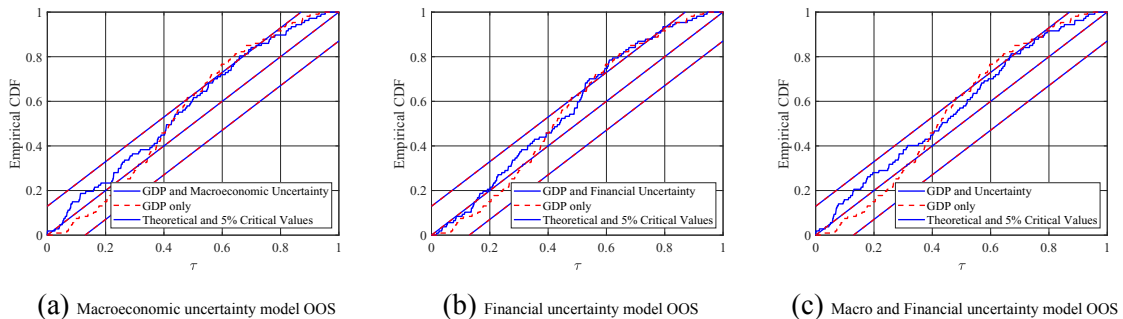 1
0.8
0.6
0.4
0.2
0
Empirical CDF
GDP and Macroeconomic Uncertainty
GDP only
Theoretical and 5% Critical Values
0 0.2 0.4 0.6 0.8 1
τ
(a) Macroeconomic uncertainty model OOS
1
0.8
0.6
0.4
0.2
0
Empirical CDF
GDP and Financial Uncertainty
GDP only
Theoretical and 5% Critical Values
0 0.2 0.4 0.6 0.8 1
τ
(b) Financial uncertainty model OOS
1
0.8
0.6
0.4
0.2
0
Empirical CDF
GDP and Uncertainty
GDP only
Theoretical and 5% Critical Values
0 0.2 0.4 0.6 0.8 1
τ
(c) Macro and Financial uncertainty model OOS